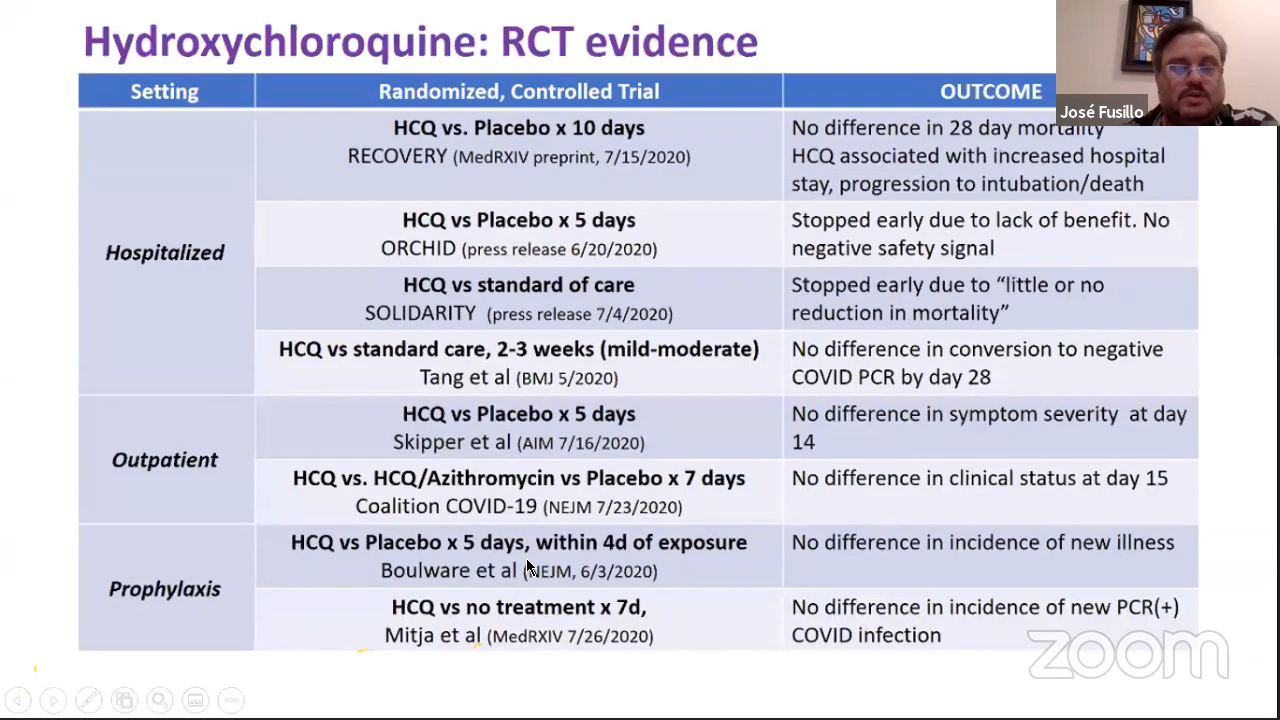 Hydroxychloroquine: RCT evidence
José Fusillo
Setting
Randomized, Controlled Trial
OUTCOME
Hospitalized
HCQ vs. Placebo x 10 days
RECOVERY (MedRXIV preprint, 7/15/2020)
No difference in 28 day mortality
HCQ associated with increased hospital
stay, progression to intubation/death
HCQ vs Placebo x 5 days
ORCHID (press release 6/20/2020)
Stopped early due to lack of benefit. No
negative safety signal
HCQ vs standard of care
SOLIDARITY (press release 7/4/2020)
Stopped early due to “little or no
reduction in mortality”
HCQ vs standard care, 2-3 weeks (mild-moderate)
Tang et al (BMJ 5/2020)
No difference in conversion to negative
COVID PCR by day 28
Outpatient
HCQ vs Placebo x 5 days
Skipper et al (AIM 7/16/2020)
No difference in symptom severity at day
14
HCQ vs. HCQ/Azithromycin vs Placebo x 7 days
Coalition COVID-19 (NEJM 7/23/2020)
No difference in clinical status at day 15
Prophylaxis
HCQ vs Placebo x 5 days, within 4d of exposure
Boulware et al (NEJM, 6/3/2020)
No difference in incidence of new illness
HCQ vs no treatment x 7d,
Mitja et al (MedRXIV 7/26/2020)
No difference in incidence of new PCR(+)
COVID infection
zoom